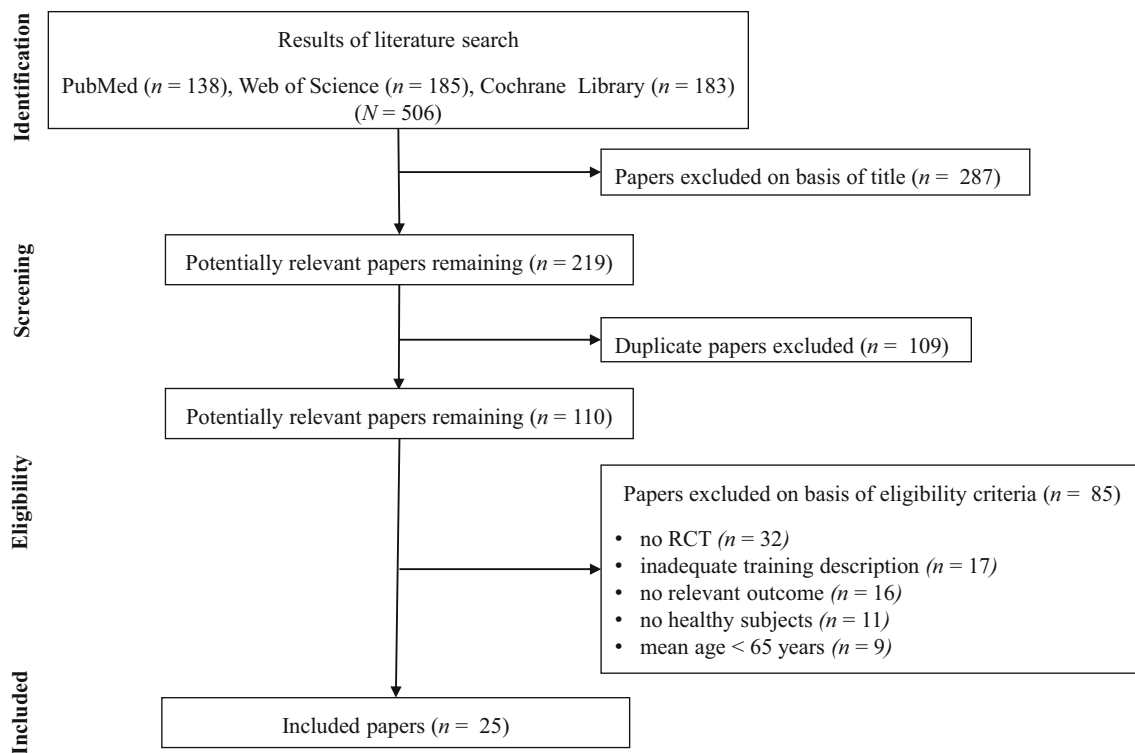 Identification
Results of literature search
PubMed (n = 138), Web of Science (n = 185), Cochrane Library (n = 183)
(N = 506)
Papers excluded on basis of title (n = 287)
Screening
Potentially relevant papers remaining (n = 219)
Duplicate papers excluded (n = 109)
Potentially relevant papers remaining (n = 110)
Eligibility
Papers excluded on basis of eligibility criteria (n = 85)
• no RCT (n = 32)
• inadequate training description (n = 17)
• no relevant outcome (n = 16)
• no healthy subjects (n = 11)
• mean age < 65 years (n = 9)
Included
Included papers (n = 25)